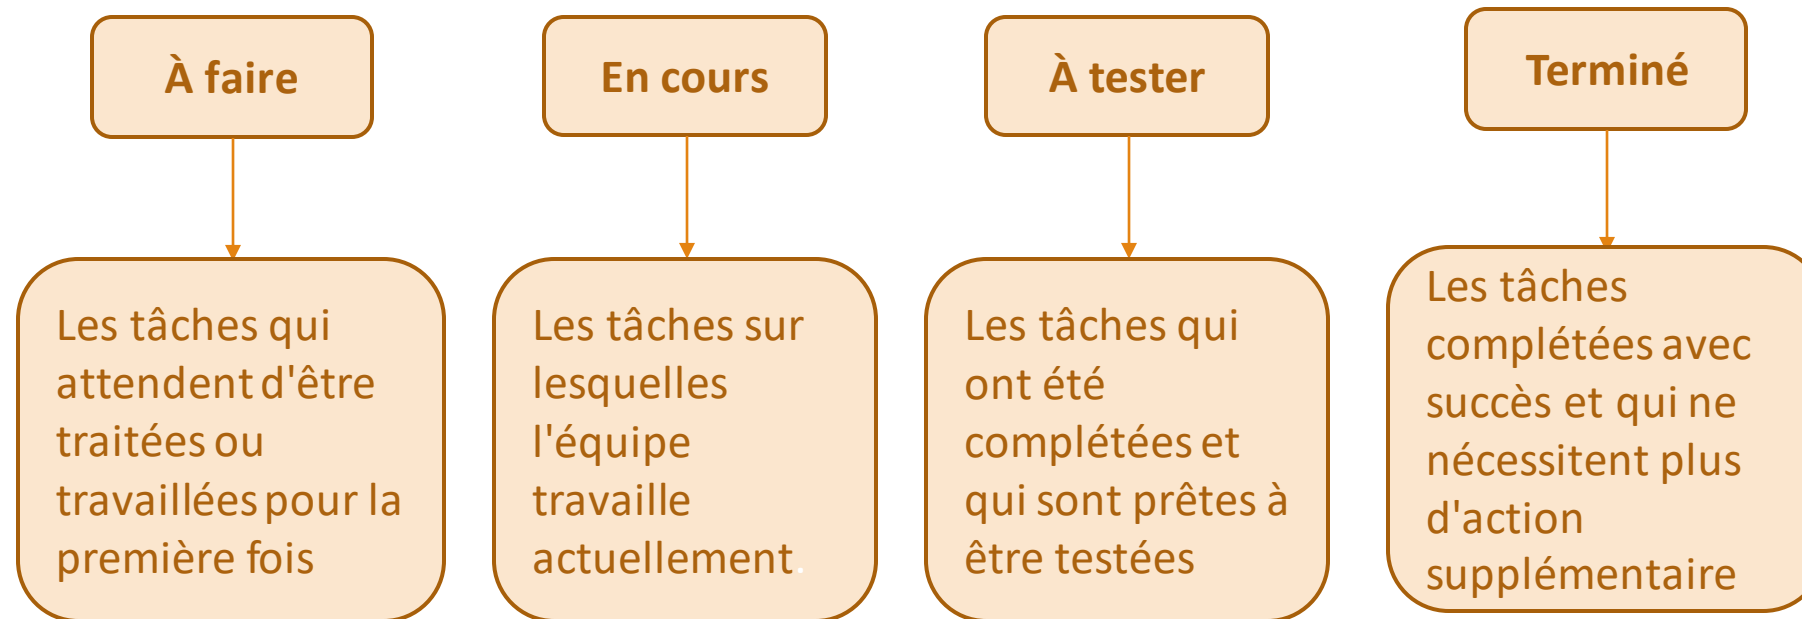 À faire
En cours
À tester
Terminé
Les tâches qui
attendent d'être
traitées ou
travaillées pour la
première fois
Les tâches sur
lesquelles
l'équipe
travaille
actuellement.
Les tâches qui
ont été
complétées et
qui sont prêtes à
être testées
Les tâches
complétées avec
succès et qui ne
nécessitent plus
d'action
supplémentaire